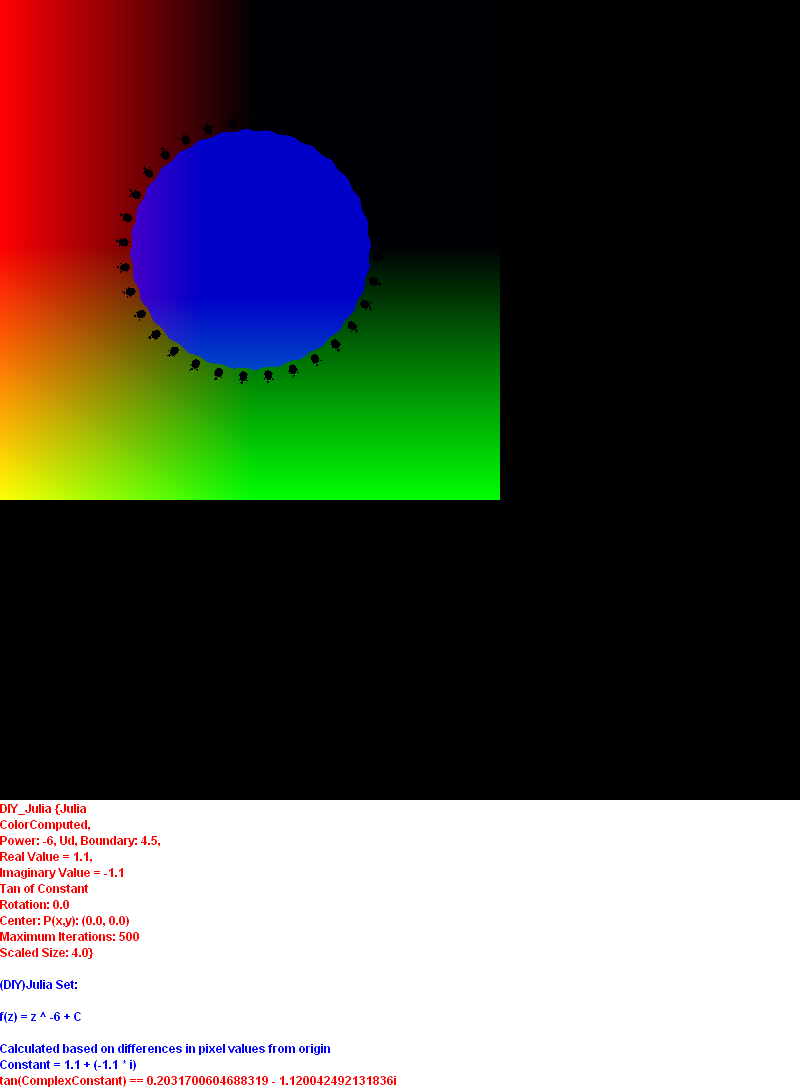 DIY_Julia {Julia
ColorComputed,
Power: -6, Ud, Boundary: 4.5,
Real Value = 1.1,
Imaginary Value = -1.1
Tan of Constant
Rotation: 0.0
Center: P(x,y): (0.0, 0.0)
Maximum Iterations: 500
Scaled Size: 4.0}
(DIY)Julia Set:
f(z) = z ^ -6 + C
Calculated based on differences in pixel values from origin
Constant = 1.1 + (-1.1 * i)
tan(ComplexConstant) == 0.2031700604688319 - 1.120042492131836i